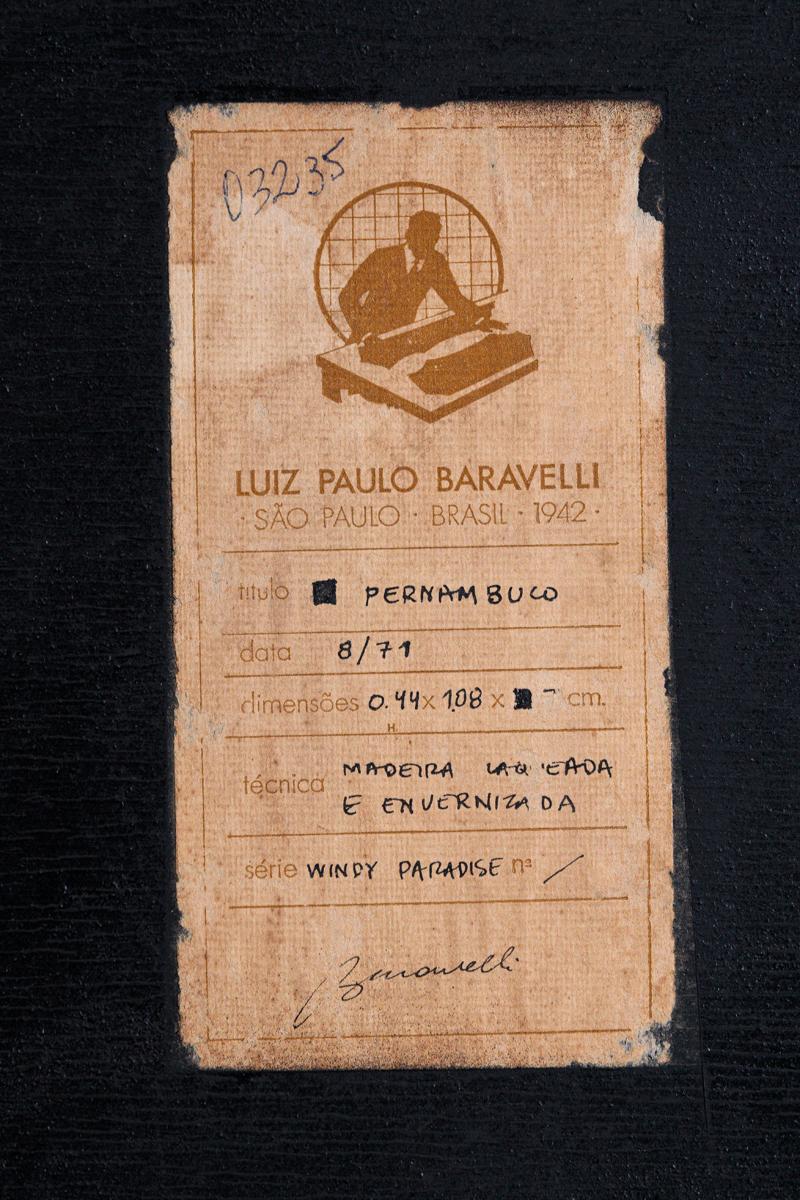 03235
LUIZ PAULO BARAVELLI
· SÃO PAULO · BRASIL · 1942 ·
título PERNAMBUCO
data 8/71
dimensões 0.44 x 1.08 x cm.
H.
técnica MADEIRA LAQUEADA
E ENVERNIZADA
série WINDY PARADISE nº /
Baravelli